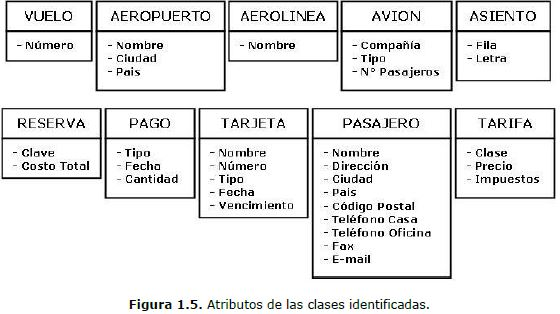 VUELO
- Número
AEROPUERTO
- Nombre
- Ciudad
- Pais
AEROLINEA
- Nombre
AVION
- Compañía
- Tipo
- N° Pasajeros
ASIENTO
- Fila
- Letra
RESERVA
- Clave
- Costo Total
PAGO
- Tipo
- Fecha
- Cantidad
TARJETA
- Nombre
- Número
- Tipo
- Fecha
- Vencimiento
PASAJERO
- Nombre
- Dirección
- Ciudad
- Pais
- Código Postal
- Teléfono Casa
- Teléfono Oficina
- Fax
- E-mail
TARIFA
- Clase
- Precio
- Impuestos
Figura 1.5. Atributos de las clases identificadas.